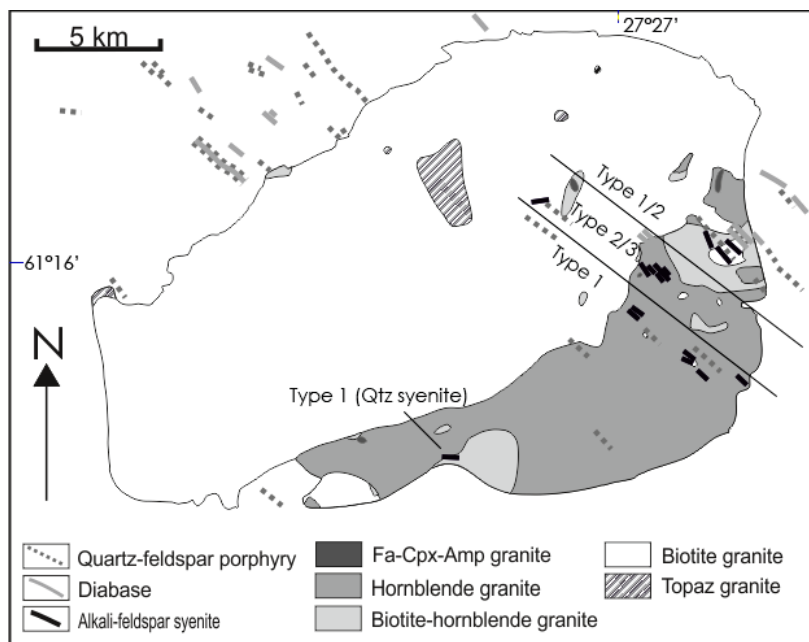 5 km
27°27'
Type 1/2
Type 2/3
Type 1
61°16'
N
Type 1 (Qtz syenite)
Quartz-feldspar porphyry
Diabase
Alkali-feldspar syenite
Fa-Cpx-Amp granite
Hornblende granite
Biotite-hornblende granite
Biotite granite
Topaz granite